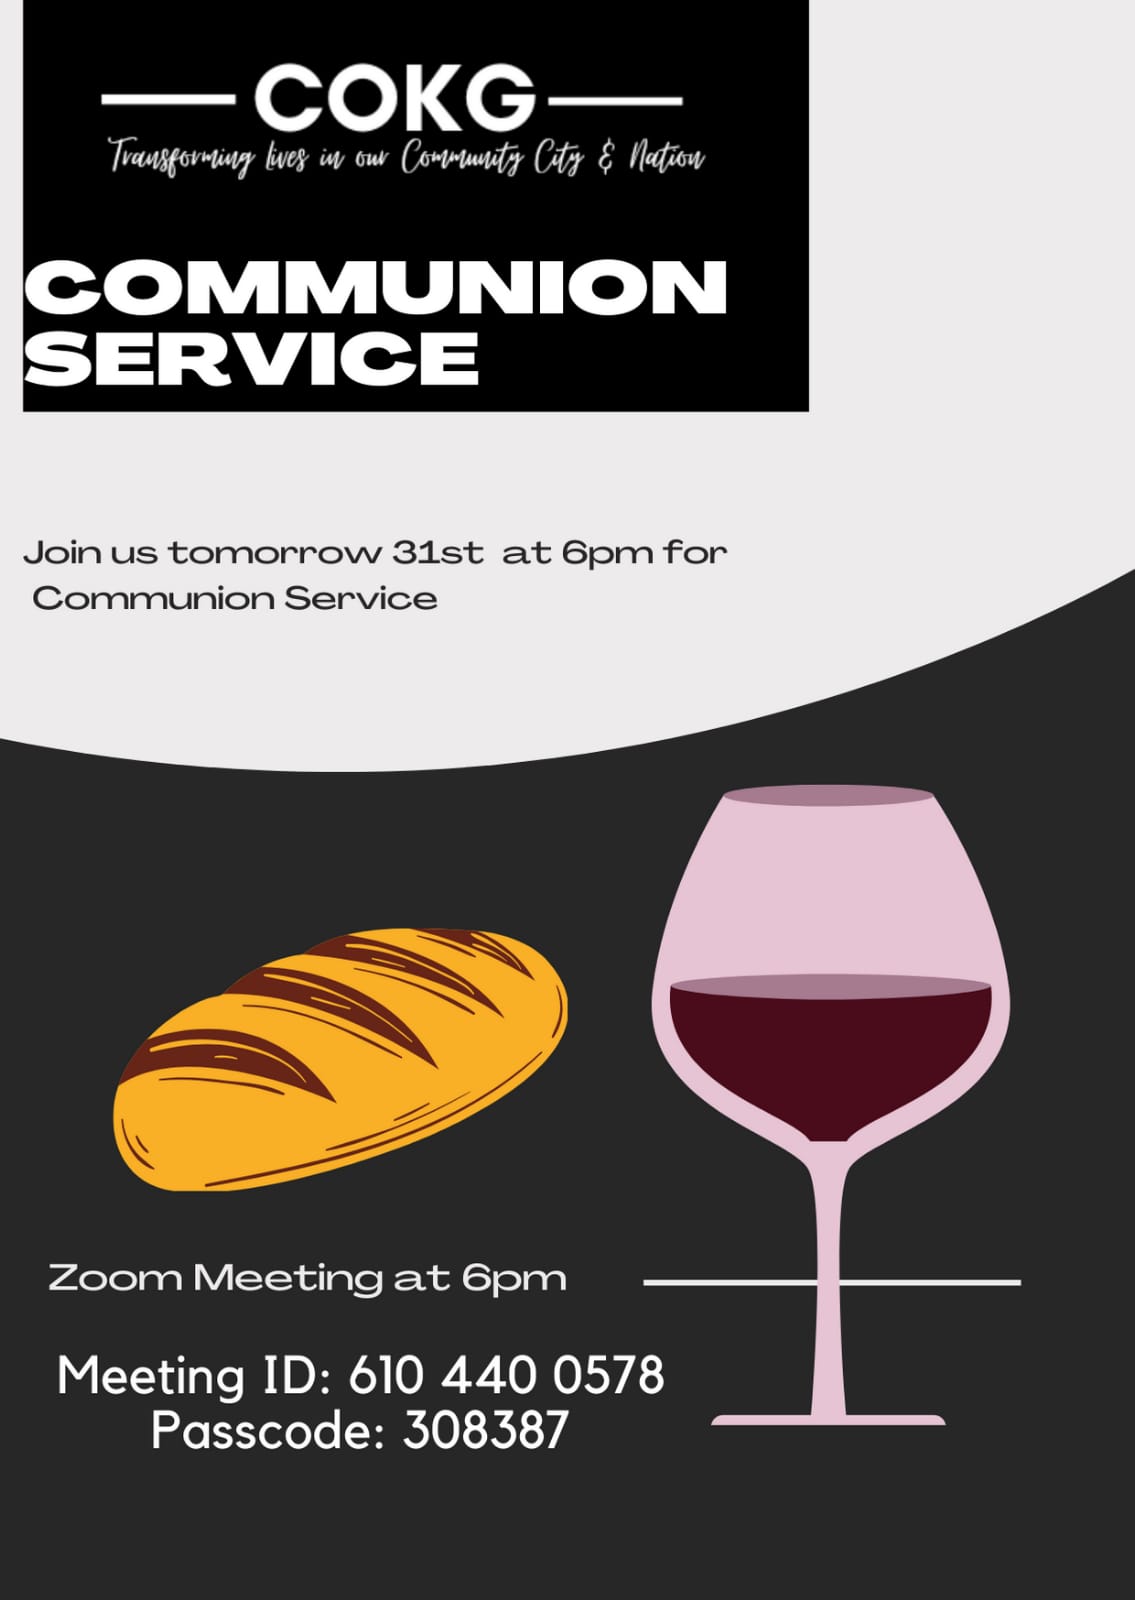 COKG
Transforming lives in our Community City & Nation
COMMUNION
SERVICE
Join us tomorrow 31st at 6pm for
Communion Service
Zoom Meeting at 6pm
Meeting ID: 610 440 0578
Passcode: 308387